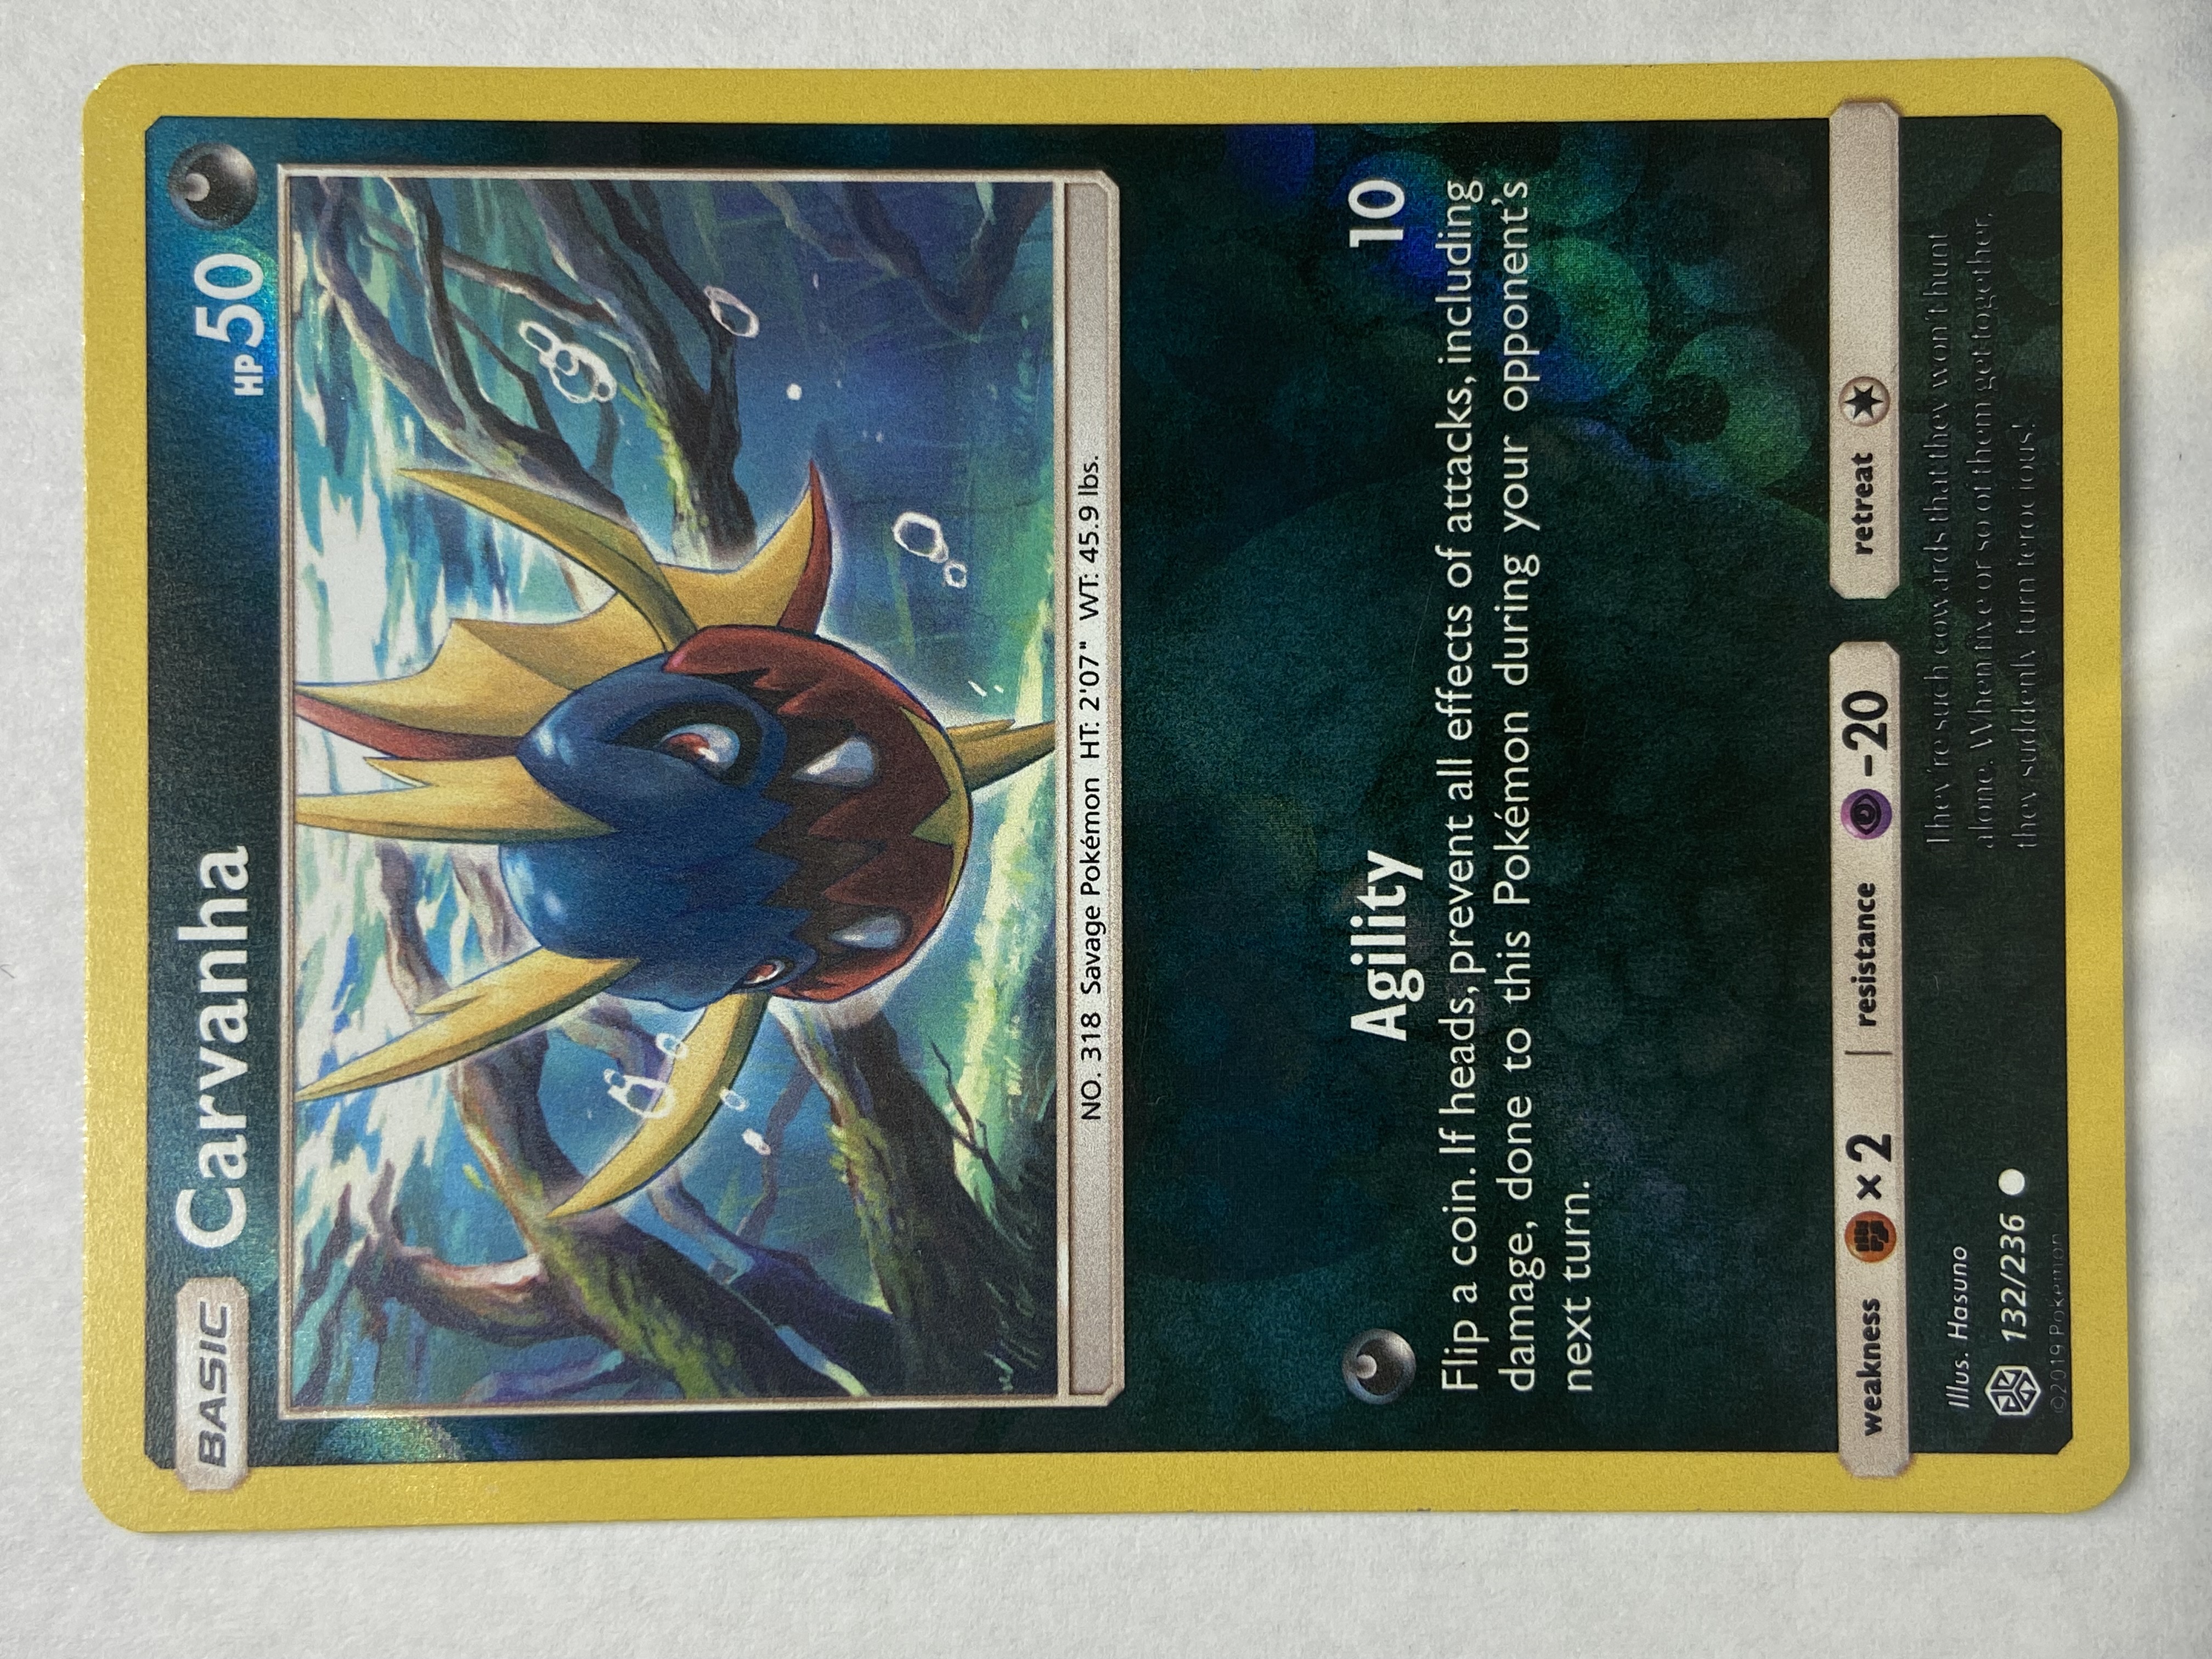 BASIC Carvanha HP 50
NO. 318 Savage Pokémon HT: 2'07" WT: 45.9 lbs.
Agility 10
Flip a coin. If heads, prevent all effects of attacks, including
damage, done to this Pokémon during your opponent's
next turn.
weakness ×2 resistance -20 retreat
Illus. Hasuno
They're such cowards that they won't hunt
alone. When five or so of them get together,
they suddenly turn ferocious!
132/236
©2019 Pokémon